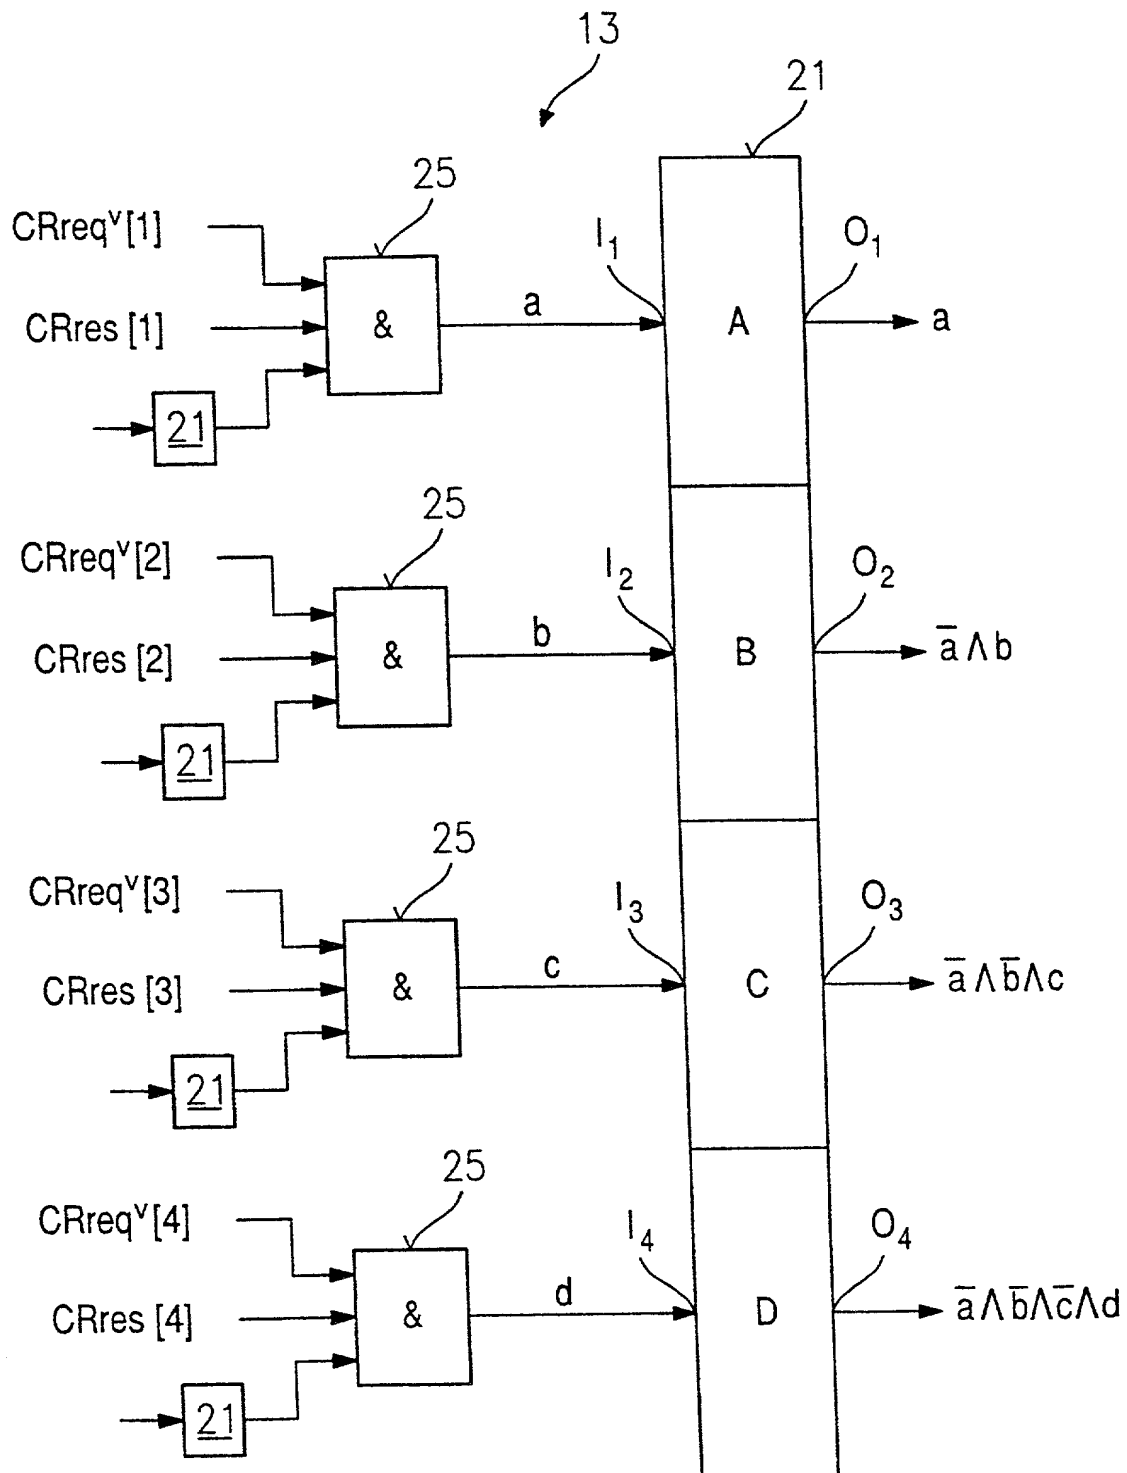 13
21
25
CRreqᵛ[1]
I₁
O₁
a
CRres [1]
&
A
a
21
25
CRreqᵛ[2]
I₂
O₂
b
CRres [2]
&
B
a̅ Λ b
21
25
CRreqᵛ[3]
I₃
O₃
c
CRres [3]
&
C
a̅ Λ b̅ Λ c
21
25
CRreqᵛ[4]
I₄
O₄
d
CRres [4]
&
D
a̅ Λ b̅ Λ c̅ Λ d
21